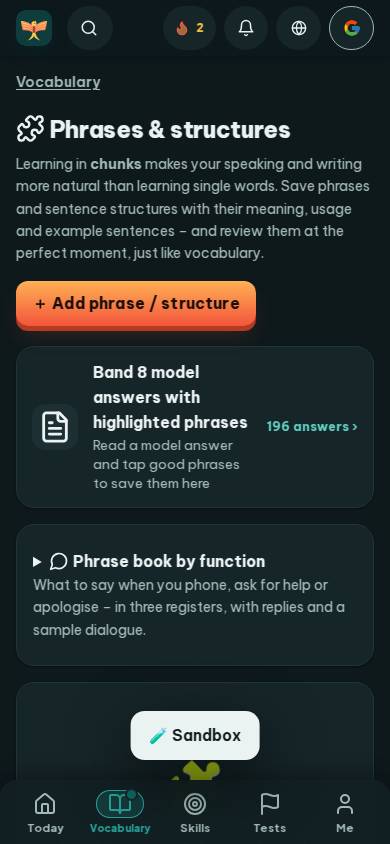 2
Vocabulary
Phrases & structures
Learning in chunks makes your speaking and writing
more natural than learning single words. Save phrases
and sentence structures with their meaning, usage
and example sentences – and review them at the
perfect moment, just like vocabulary.
+ Add phrase / structure
Band 8 model
answers with
highlighted phrases
Read a model answer
and tap good phrases
to save them here
196 answers ›
Phrase book by function
What to say when you phone, ask for help or
apologise – in three registers, with replies and a
sample dialogue.
Sandbox
Today Vocabulary Skills Tests Me